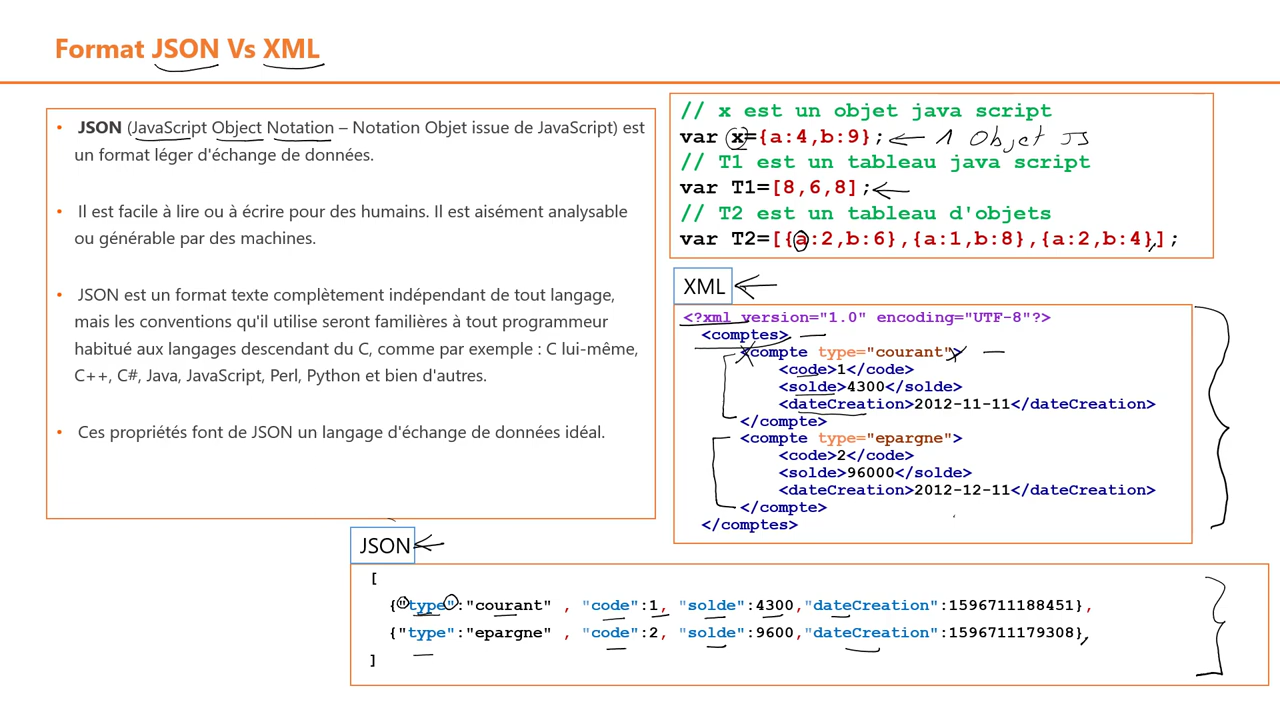 Format JSON Vs XML
• JSON (JavaScript Object Notation – Notation Objet issue de JavaScript) est
un format léger d'échange de données.
• Il est facile à lire ou à écrire pour des humains. Il est aisément analysable
ou générable par des machines.
• JSON est un format texte complètement indépendant de tout langage,
mais les conventions qu'il utilise seront familières à tout programmeur
habitué aux langages descendant du C, comme par exemple : C lui-même,
C++, C#, Java, JavaScript, Perl, Python et bien d'autres.
• Ces propriétés font de JSON un langage d'échange de données idéal.
// x est un objet java script
var x={a:4,b:9}; ← 1 Objet JS
// T1 est un tableau java script
var T1=[8,6,8];
// T2 est un tableau d'objets
var T2=[{a:2,b:6},{a:1,b:8},{a:2,b:4},];
XML
<?xml version="1.0" encoding="UTF-8"?>
<comptes>
<compte type="courant">
<code>1</code>
<solde>4300</solde>
<dateCreation>2012-11-11</dateCreation>
</compte>
<compte type="epargne">
<code>2</code>
<solde>96000</solde>
<dateCreation>2012-12-11</dateCreation>
</compte>
</comptes>
JSON
[
{"type":"courant" , "code":1, "solde":4300,"dateCreation":1596711188451},
{"type":"epargne" , "code":2, "solde":9600,"dateCreation":1596711179308},
]